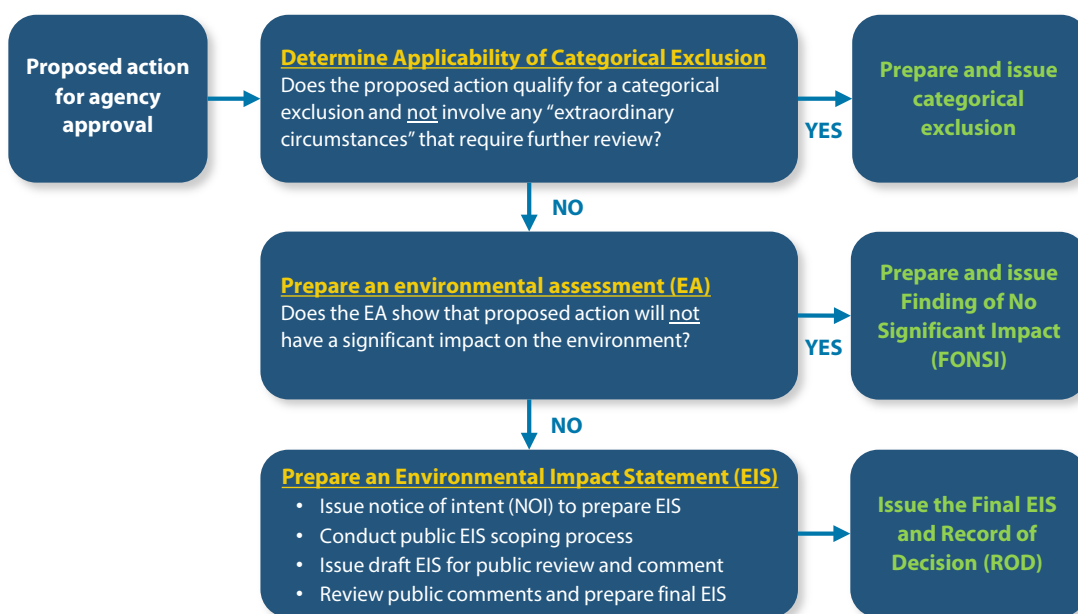 Proposed action
for agency
approval
Determine Applicability of Categorical Exclusion
Does the proposed action qualify for a categorical
exclusion and not involve any “extraordinary
circumstances” that require further review?
YES
Prepare and issue
categorical
exclusion
NO
Prepare an environmental assessment (EA)
Does the EA show that proposed action will not
have a significant impact on the environment?
YES
Prepare and issue
Finding of No
Significant Impact
(FONSI)
NO
Prepare an Environmental Impact Statement (EIS)
• Issue notice of intent (NOI) to prepare EIS
• Conduct public EIS scoping process
• Issue draft EIS for public review and comment
• Review public comments and prepare final EIS
Issue the Final EIS
and Record of
Decision (ROD)